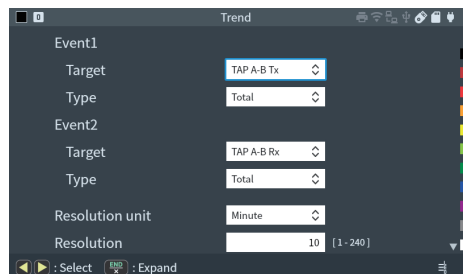 0 Trend
Event1
Target TAP A-B Tx
Type Total
Event2
Target TAP A-B Rx
Type Total
Resolution unit Minute
Resolution 10 [1-240]
: Select END × : Expand